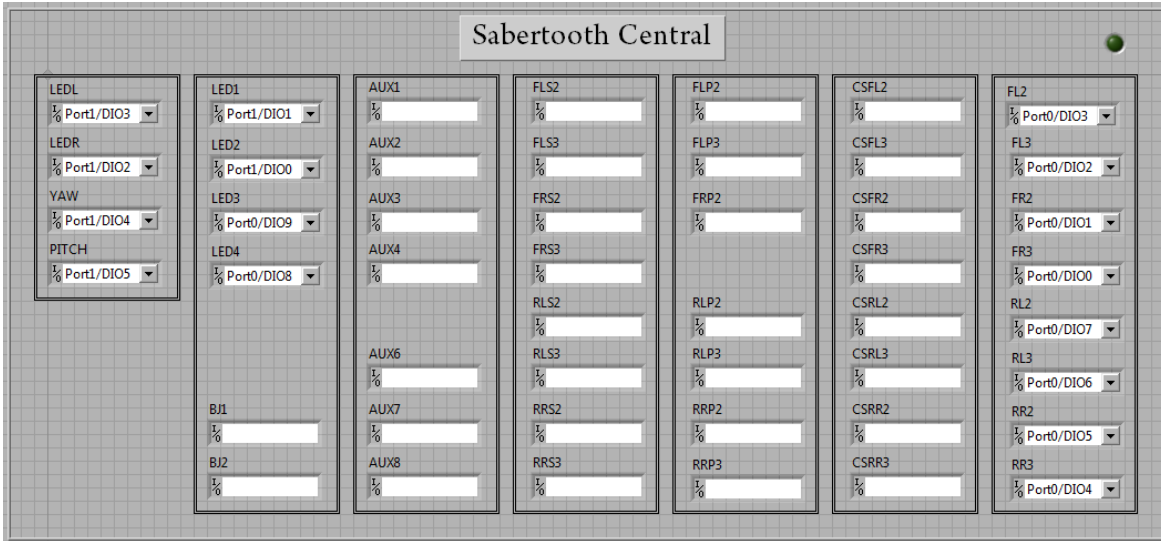 Sabertooth Central
LEDL
Port1/DIO3
LEDR
Port1/DIO2
YAW
Port1/DIO4
PITCH
Port1/DIO5
LED1
Port1/DIO1
LED2
Port1/DIO0
LED3
Port0/DIO9
LED4
Port0/DIO8
BJ1
BJ2
AUX1
AUX2
AUX3
AUX4
AUX6
AUX7
AUX8
FLS2
FLS3
FRS2
FRS3
RLS2
RLS3
RRS2
RRS3
FLP2
FLP3
FRP2
RLP2
RLP3
RRP2
RRP3
CSFL2
CSFL3
CSFR2
CSFR3
CSRL2
CSRL3
CSRR2
CSRR3
FL2
Port0/DIO3
FL3
Port0/DIO2
FR2
Port0/DIO1
FR3
Port0/DIO0
RL2
Port0/DIO7
RL3
Port0/DIO6
RR2
Port0/DIO5
RR3
Port0/DIO4